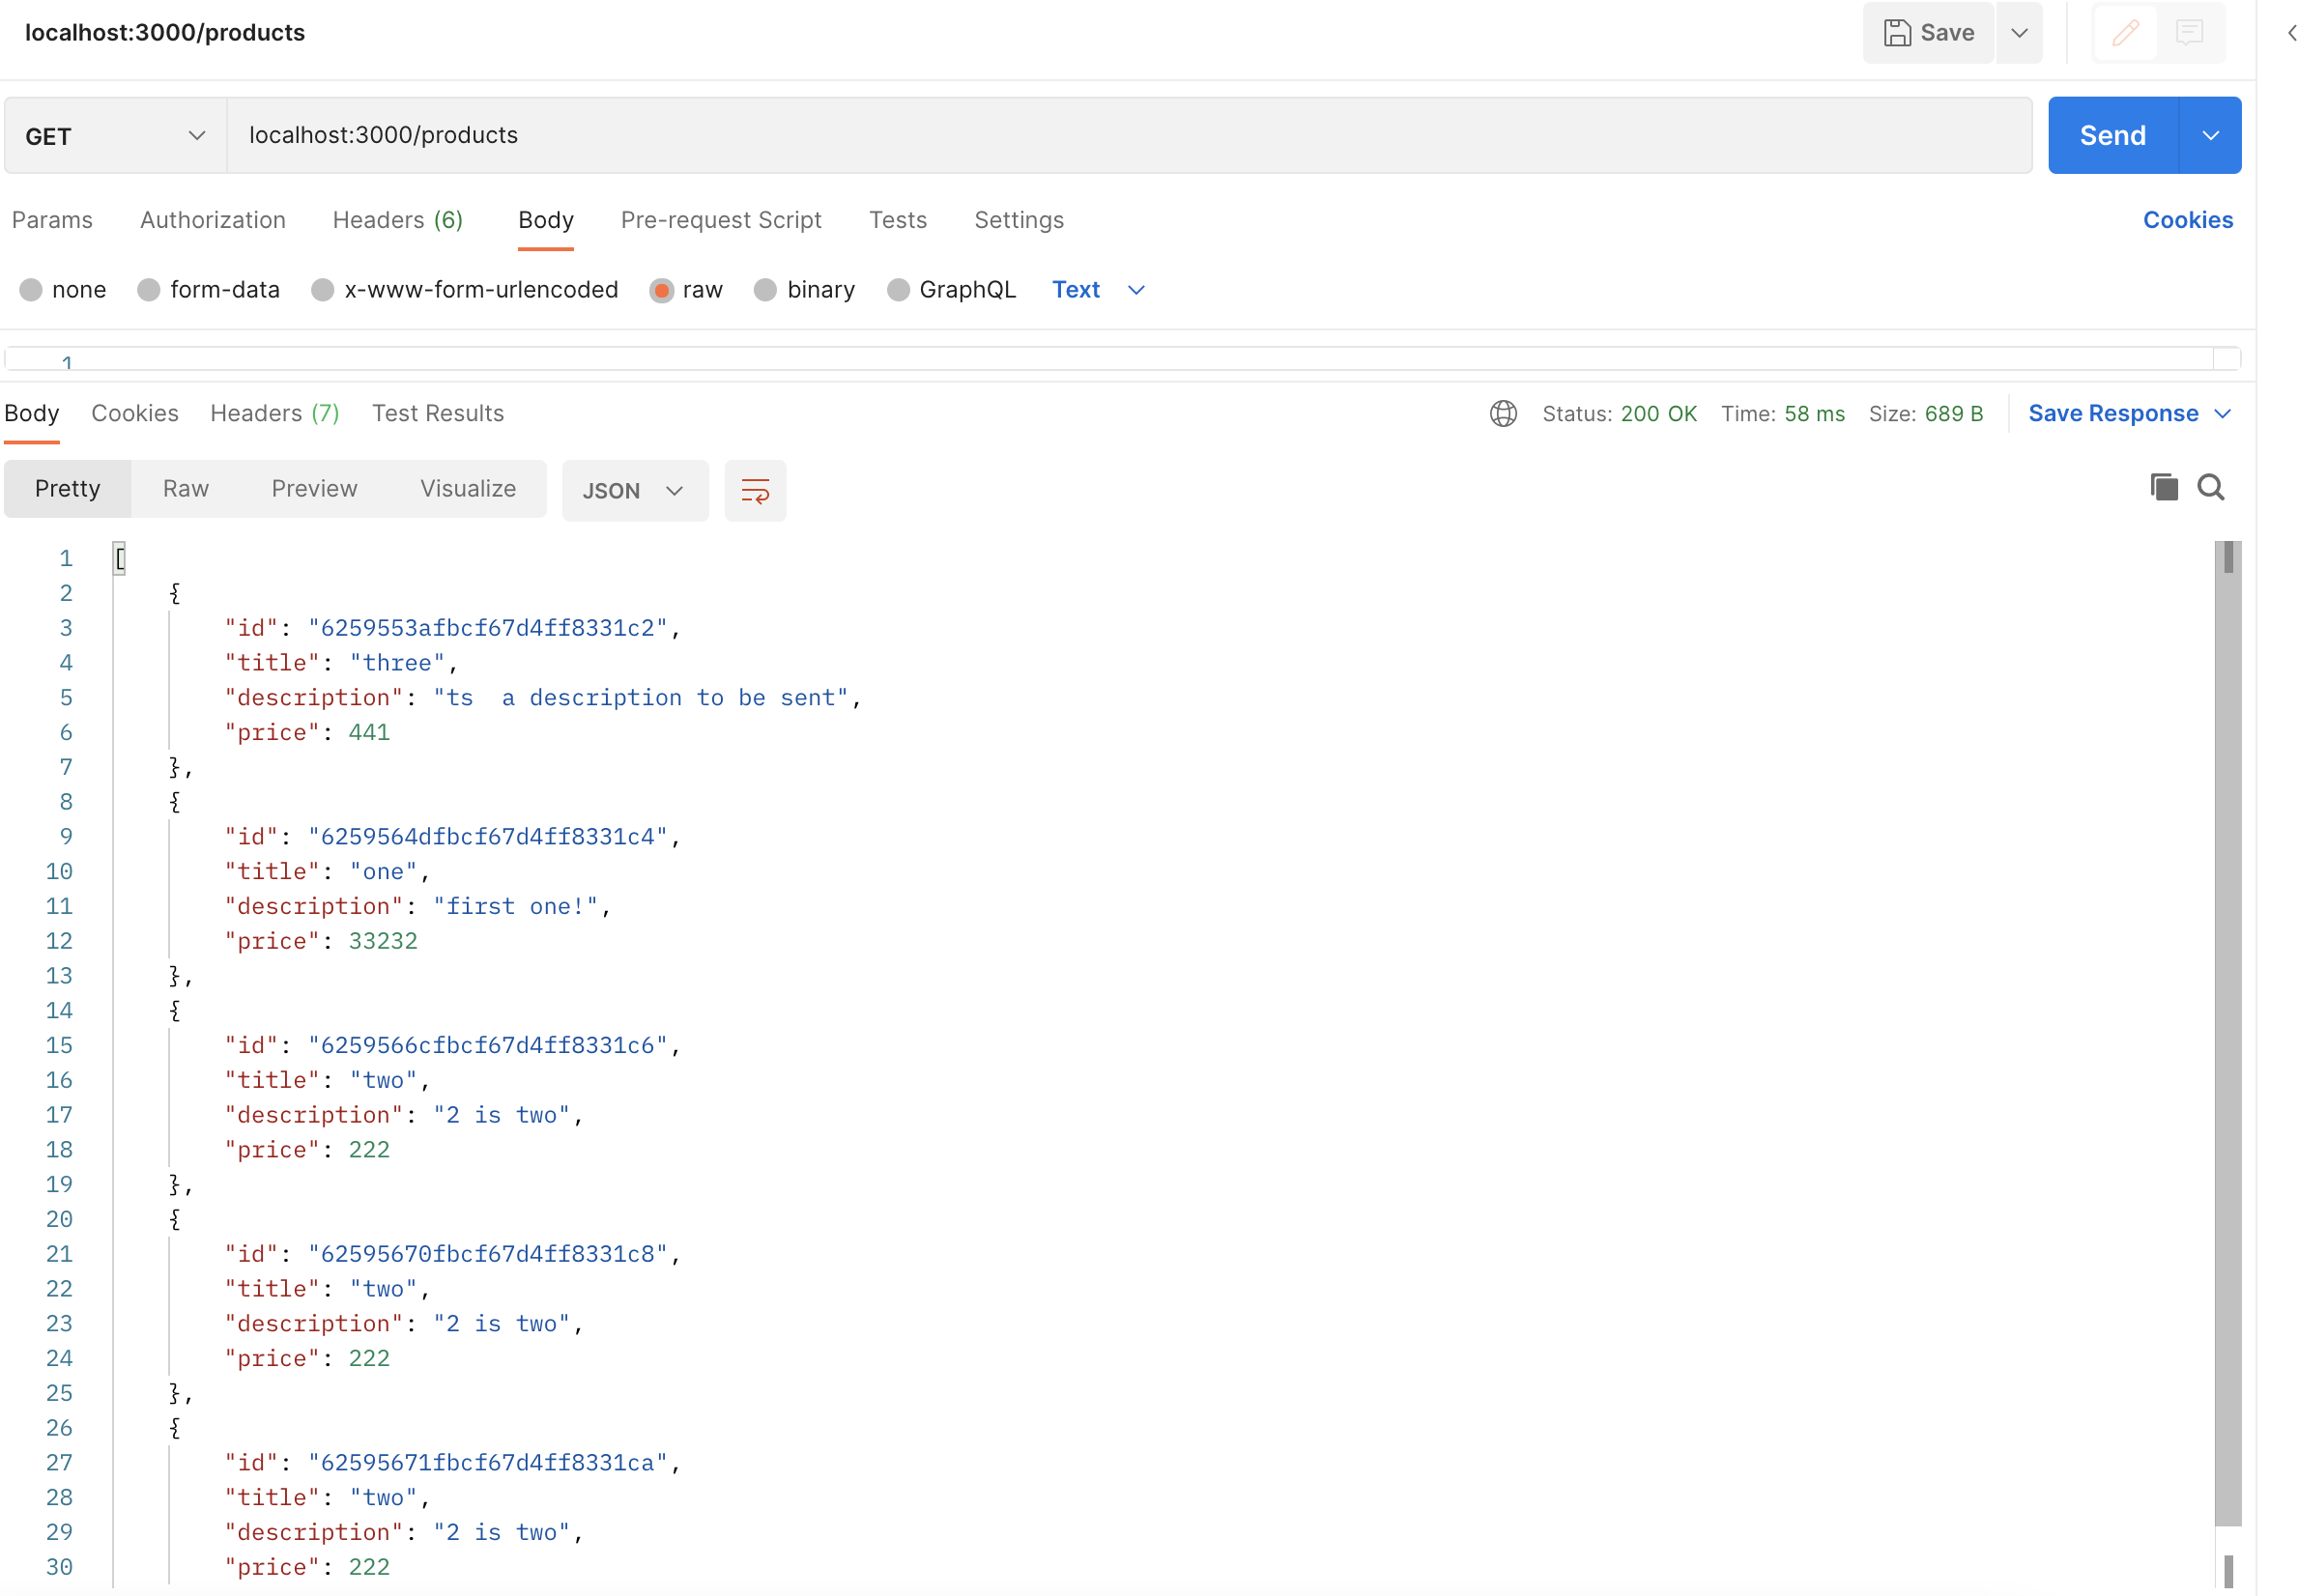 localhost:3000/products
Save
GET localhost:3000/products Send
Params Authorization Headers (6) Body Pre-request Script Tests Settings Cookies
none form-data x-www-form-urlencoded raw binary GraphQL Text
1
Body Cookies Headers (7) Test Results Status: 200 OK Time: 58 ms Size: 689 B Save Response
Pretty Raw Preview Visualize JSON
1 [
2 {
3 "id": "6259553afbcf67d4ff8331c2",
4 "title": "three",
5 "description": "ts  a description to be sent",
6 "price": 441
7 },
8 {
9 "id": "6259564dfbcf67d4ff8331c4",
10 "title": "one",
11 "description": "first one!",
12 "price": 33232
13 },
14 {
15 "id": "6259566cfbcf67d4ff8331c6",
16 "title": "two",
17 "description": "2 is two",
18 "price": 222
19 },
20 {
21 "id": "62595670fbcf67d4ff8331c8",
22 "title": "two",
23 "description": "2 is two",
24 "price": 222
25 },
26 {
27 "id": "62595671fbcf67d4ff8331ca",
28 "title": "two",
29 "description": "2 is two",
30 "price": 222